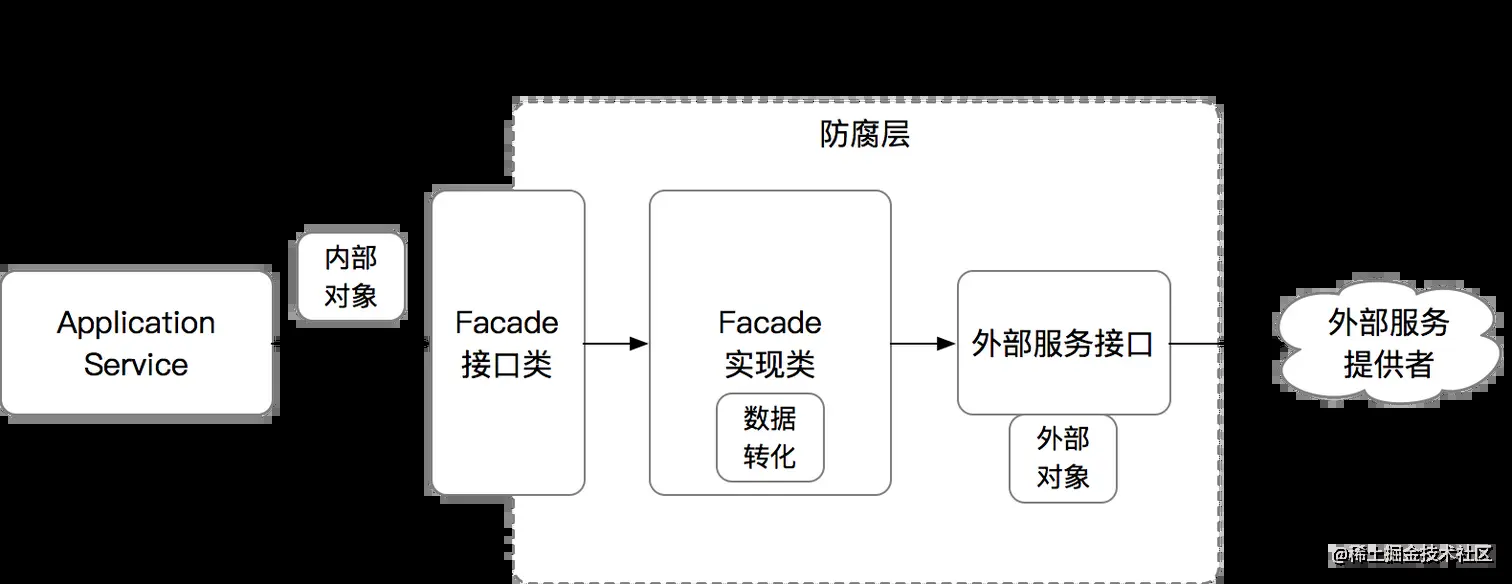 防腐层
内部
对象
Application
Service
Facade
接口类
Facade
实现类
数据
转化
外部服务接口
外部
对象
外部服务
提供者
@稀土掘金技术社区